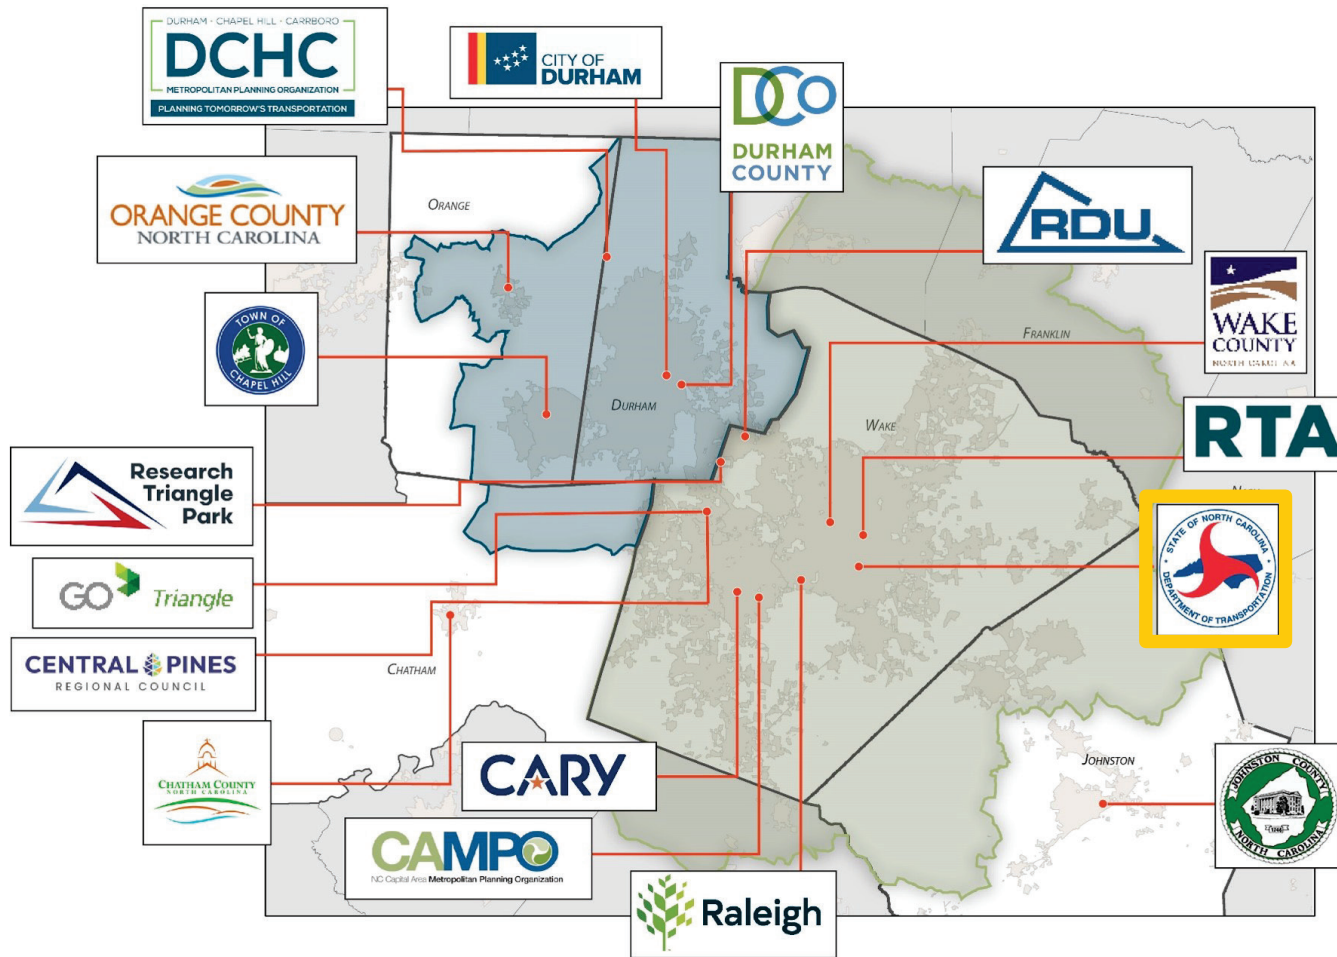 DURHAM · CHAPEL HILL · CARRBORO
DCHC
METROPOLITAN PLANNING ORGANIZATION
PLANNING TOMORROW'S TRANSPORTATION
CITY OF
DURHAM
DCO
DURHAM
COUNTY
ORANGE COUNTY
NORTH CAROLINA
ORANGE
RDU
TOWN OF
CHAPEL HILL
WAKE
COUNTY
NORTH CAROLINA
FRANKLIN
DURHAM
WAKE
RTA
Research
Triangle
Park
STATE OF NORTH CAROLINA
DEPARTMENT OF TRANSPORTATION
GO Triangle
CENTRAL PINES
REGIONAL COUNCIL
CHATHAM
CHATHAM COUNTY
NORTH CAROLINA
CARY
JOHNSTON
JOHNSTON COUNTY
NORTH CAROLINA
CAMPO
NC Capital Area Metropolitan Planning Organization
Raleigh